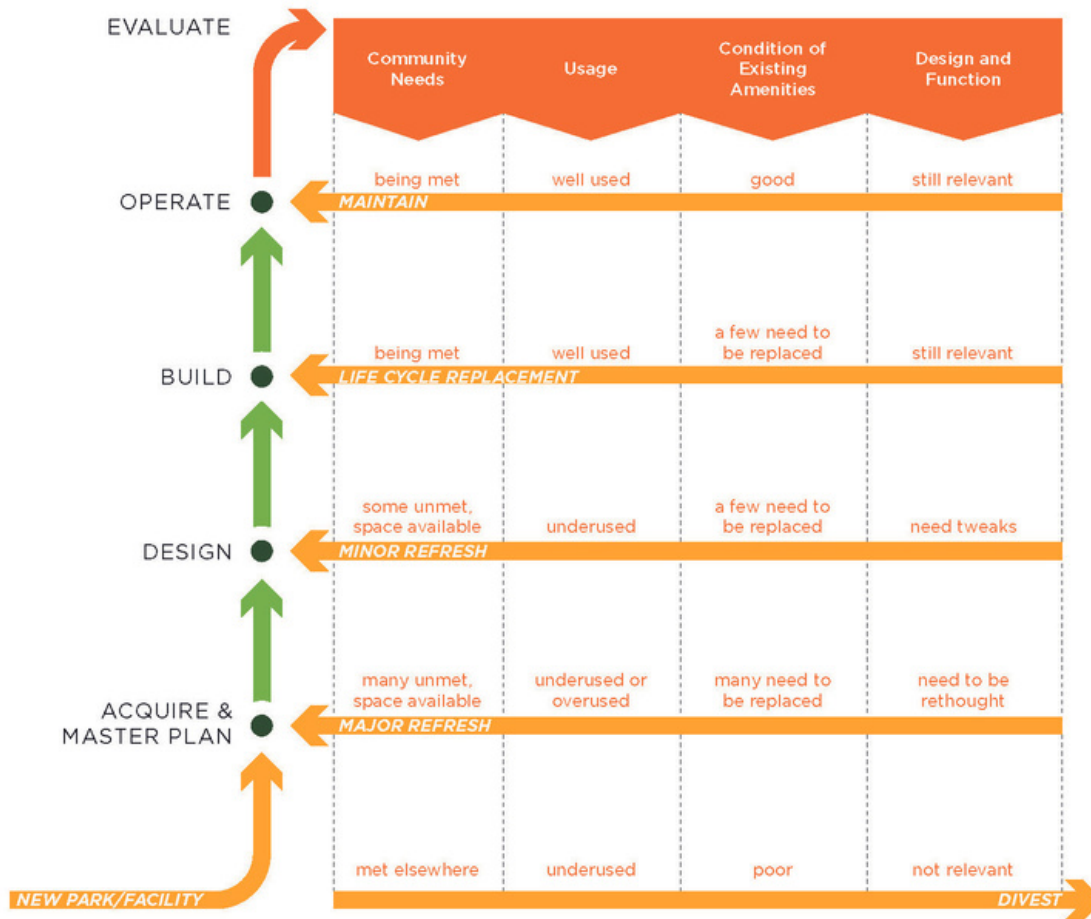 EVALUATE
Community
Needs
Usage
Condition of
Existing
Amenities
Design and
Function
OPERATE
being met
well used
good
still relevant
MAINTAIN
BUILD
being met
well used
a few need to
be replaced
still relevant
LIFE CYCLE REPLACEMENT
DESIGN
some unmet,
space available
underused
a few need to
be replaced
need tweaks
MINOR REFRESH
ACQUIRE &
MASTER PLAN
many unmet,
space available
underused or
overused
many need to
be replaced
need to be
rethought
MAJOR REFRESH
met elsewhere
underused
poor
not relevant
NEW PARK/FACILITY
DIVEST